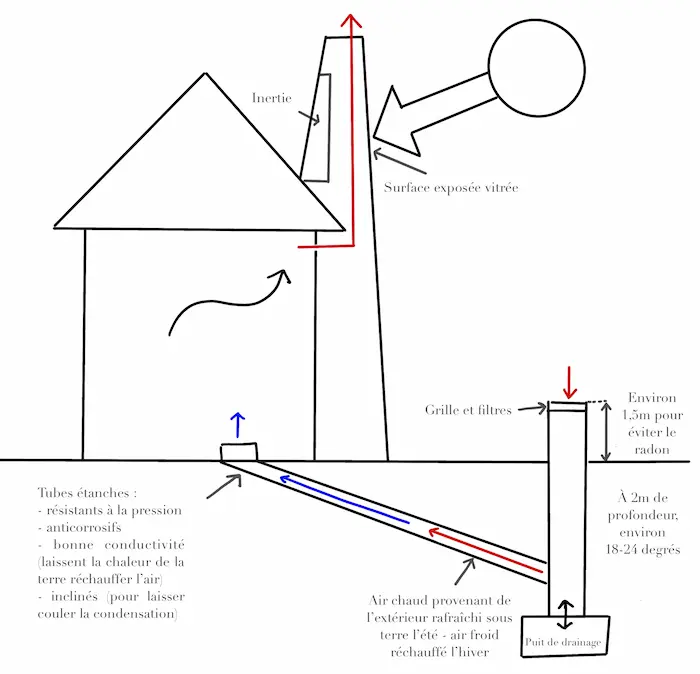 Inertie
Surface exposée vitrée
Grille et filtres
Environ
1,5m pour
éviter le
radon
Tubes étanches :
- résistants à la pression
- anticorrosifs
- bonne conductivité
(laissent la chaleur de la
terre réchauffer l'air)
- inclinés (pour laisser
couler la condensation)
À 2m de
profondeur,
environ
18-24 degrés
Air chaud provenant de
l'extérieur rafraîchi sous
terre l'été - air froid
réchauffé l'hiver
Puit de drainage